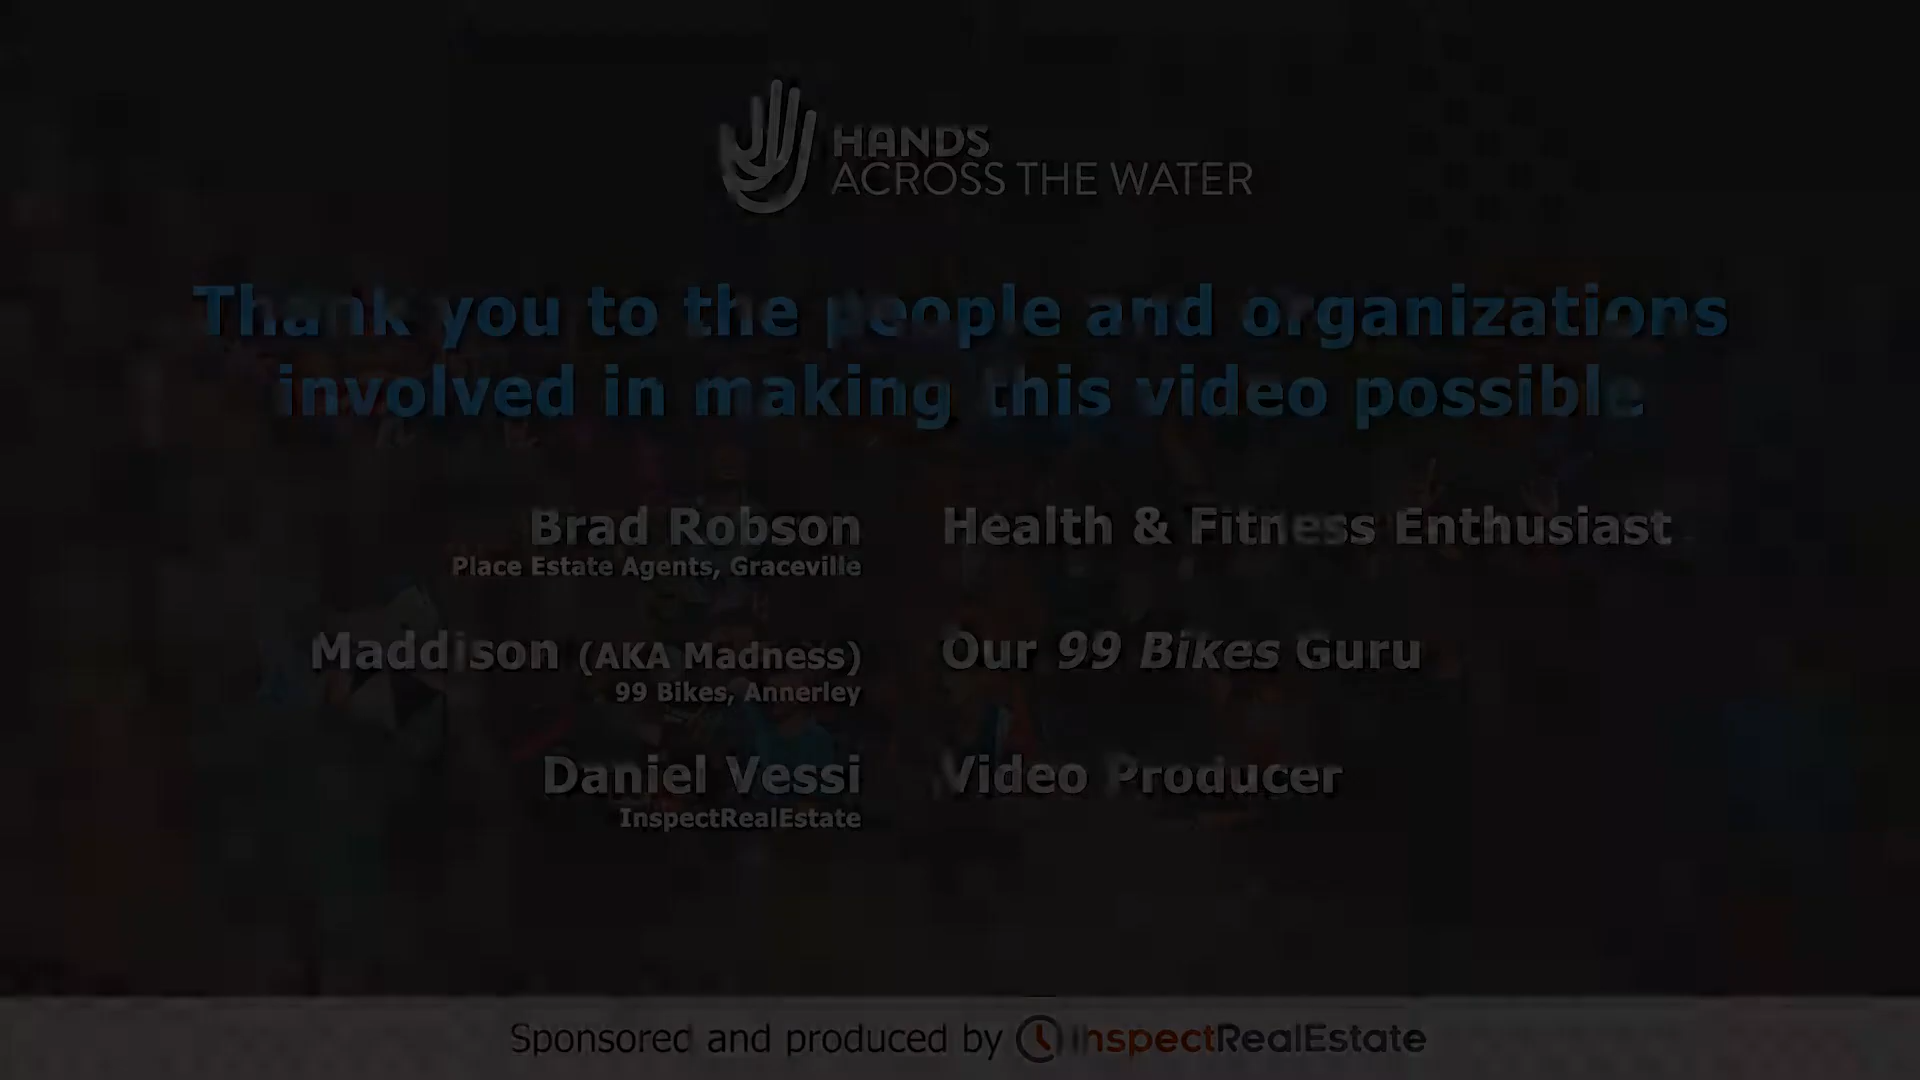 HANDS
ACROSS THE WATER
Thank you to the people and organizations
involved in making this video possible
Brad Robson
Place Estate Agents, Graceville
Health & Fitness Enthusiast
Maddison (AKA Madness)
99 Bikes, Annerley
Our 99 Bikes Guru
Daniel Vessi
InspectRealEstate
Video Producer
Sponsored and produced by InspectRealEstate